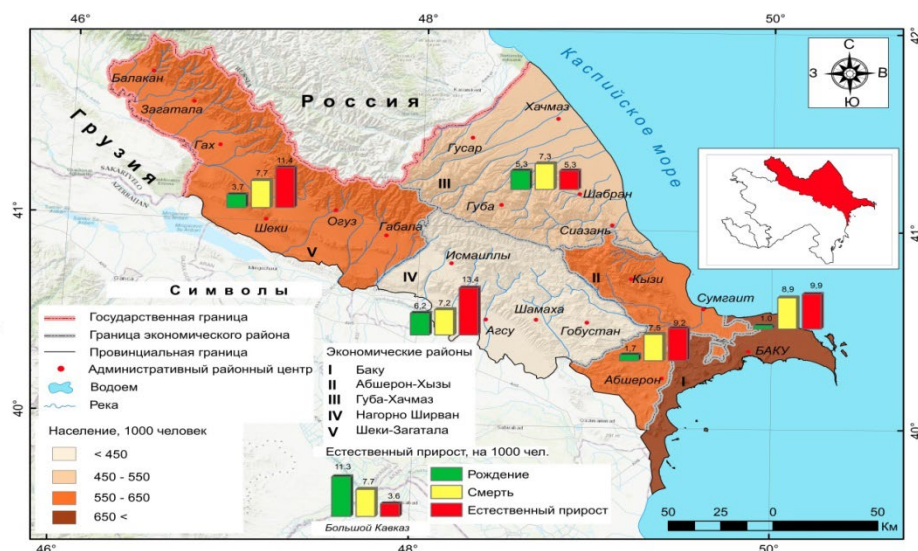 46° 48° 50°
42°
42°
С
З В
Ю
Балакан
Загатала
Россия
Каспийское море
Хачмаз
Грузия
Гах
Гусар
SAKARTVELO
AZERBAIJAN
3,7 7,7 11.4
5,3 7,3 5,3
III
Шабран
41°
Губа
41°
Шеки
Огуз
Габала
Сиазань
V
IV
Исмаиллы
II
Кызи
Символы
Сумгаит
6,2 7,2 13.4
Шамаха
Агсу
Гобустан
1,7 7,5 9,2
1,0 8,9 9,9
БАКУ
Абшерон
I
Государственная граница
Граница экономического района
Провинциальная граница
Административный районный центр
Водоем
Река
Экономические районы
I Баку
II Абшерон-Хызы
III Губа-Хачмаз
IV Нагорно Ширван
V Шеки-Загатала
40°
40°
Население, 1000 человек
< 450
450 - 550
550 - 650
650 <
Естественный прирост, на 1000 чел.
11.3 7.7 3.6
Рождение
Смерть
Естественный прирост
Большой Кавказ
50 25 0 50
Км
46° 48° 50°